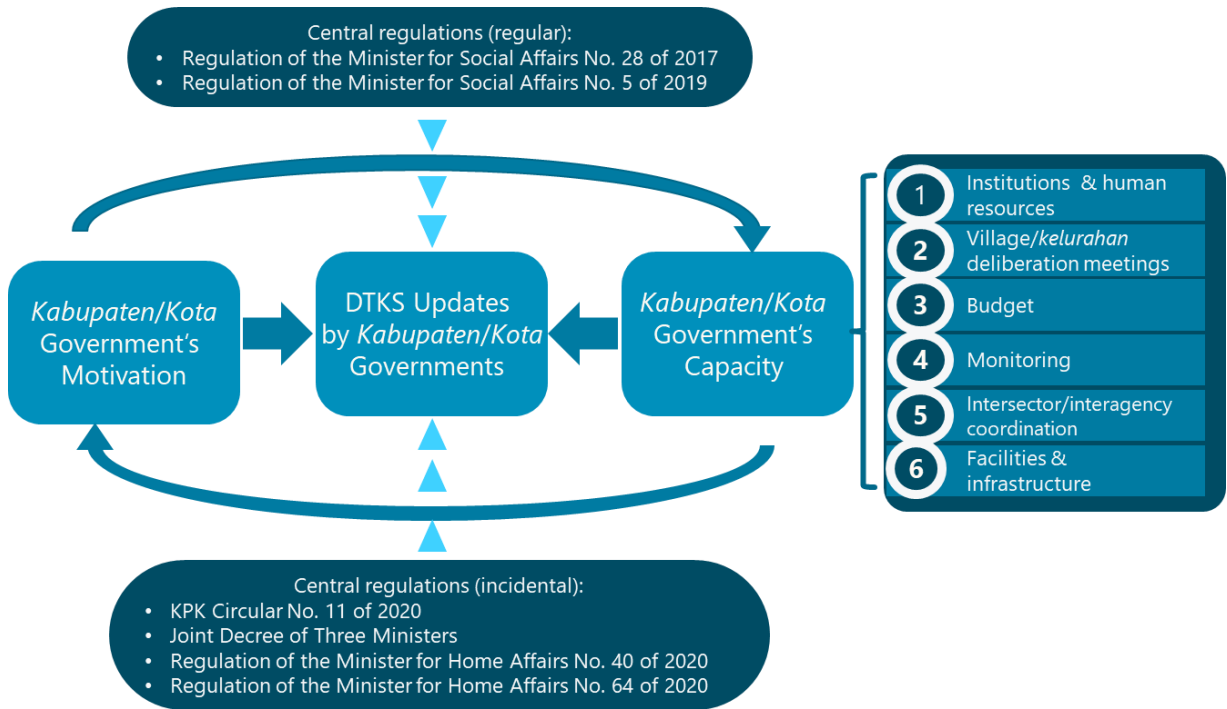 Central regulations (regular):
• Regulation of the Minister for Social Affairs No. 28 of 2017
• Regulation of the Minister for Social Affairs No. 5 of 2019
Kabupaten/Kota
Government‘s
Motivation
DTKS Updates
by Kabupaten/Kota
Governments
Kabupaten/Kota
Government‘s
Capacity
1
Institutions & human
resources
2
Village/kelurahan
deliberation meetings
3
Budget
4
Monitoring
5
Intersector/interagency
coordination
6
Facilities &
infrastructure
Central regulations (incidental):
• KPK Circular No. 11 of 2020
• Joint Decree of Three Ministers
• Regulation of the Minister for Home Affairs No. 40 of 2020
• Regulation of the Minister for Home Affairs No. 64 of 2020